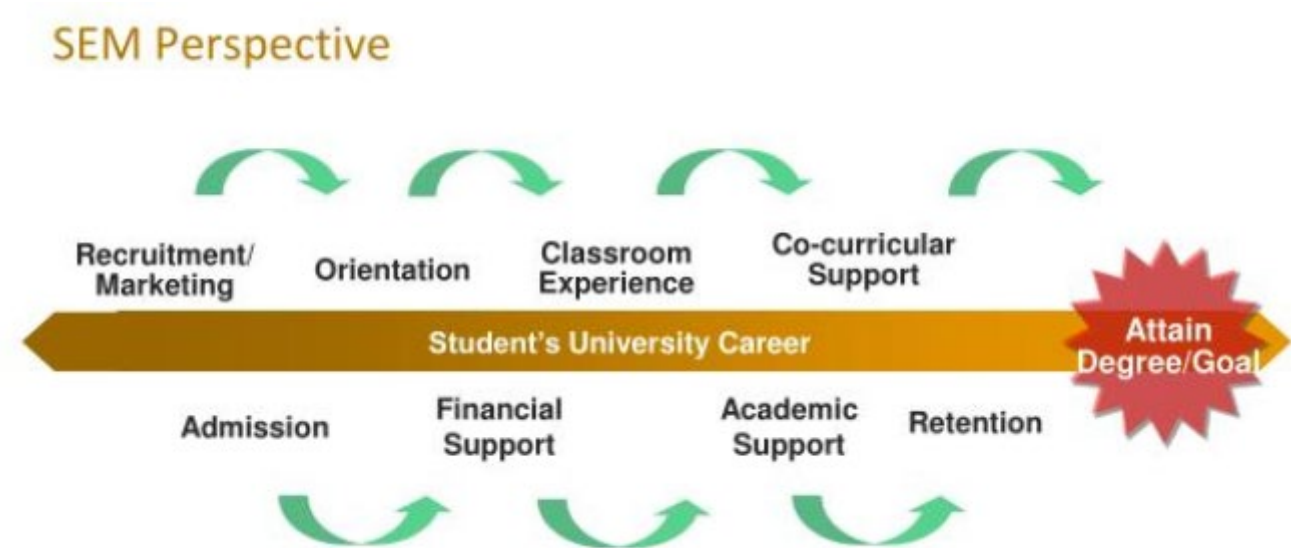 SEM Perspective
Recruitment/
Marketing
Orientation
Classroom
Experience
Co-curricular
Support
Student's University Career
Attain
Degree/Goal
Admission
Financial
Support
Academic
Support
Retention